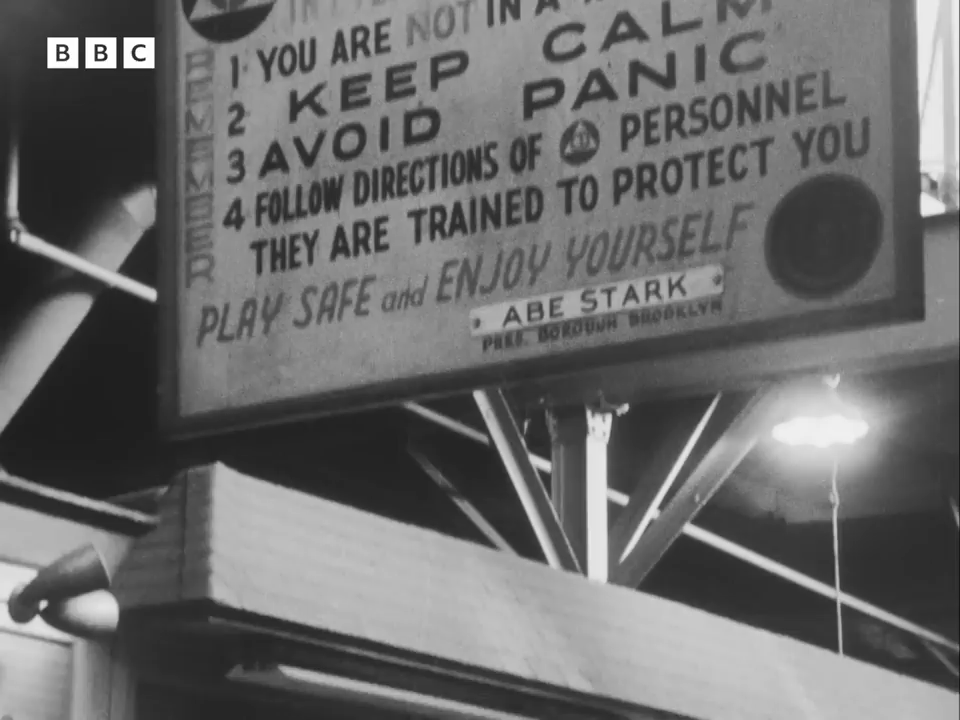 BBC
1 YOU ARE NOT IN A
2 KEEP CALM
3 AVOID PANIC
4 FOLLOW DIRECTIONS OF PERSONNEL
THEY ARE TRAINED TO PROTECT YOU
REMEMBER
PLAY SAFE and ENJOY YOURSELF
ABE STARK
PRES. BOROUGH BROOKLYN